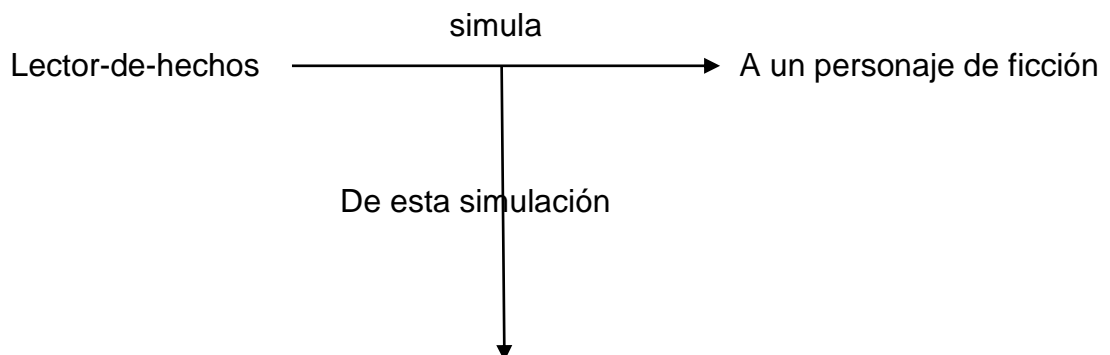 simula
Lector-de-hechos A un personaje de ficción
De esta simulación